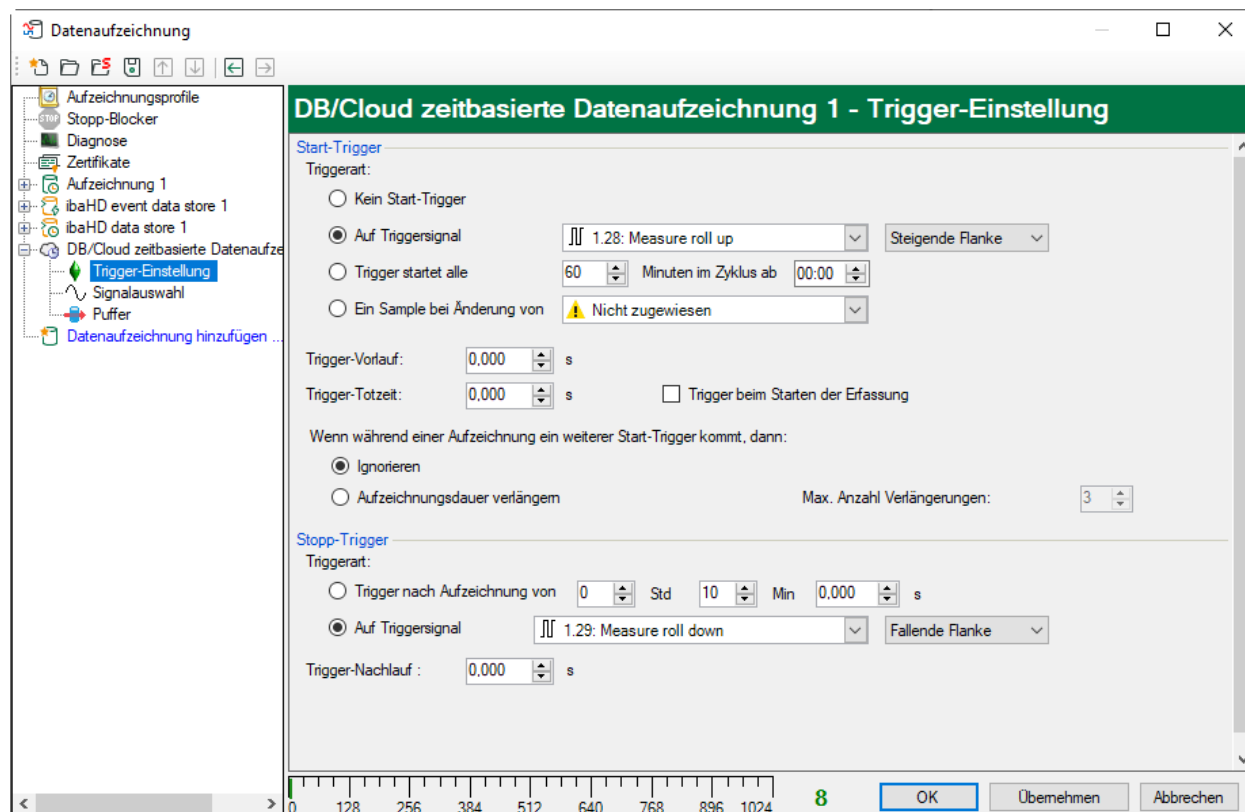 Datenaufzeichnung
Aufzeichnungsprofile
STOP Stopp-Blocker
Diagnose
Zertifikate
Aufzeichnung 1
ibaHD event data store 1
ibaHD data store 1
DB/Cloud zeitbasierte Datenaufze
Trigger-Einstellung
Signalauswahl
Puffer
Datenaufzeichnung hinzufügen ...
DB/Cloud zeitbasierte Datenaufzeichnung 1 - Trigger-Einstellung
Start-Trigger
Triggerart:
Kein Start-Trigger
Auf Triggersignal 1.28: Measure roll up Steigende Flanke
Trigger startet alle 60 Minuten im Zyklus ab 00:00
Ein Sample bei Änderung von Nicht zugewiesen
Trigger-Vorlauf: 0,000 s
Trigger-Totzeit: 0,000 s Trigger beim Starten der Erfassung
Wenn während einer Aufzeichnung ein weiterer Start-Trigger kommt, dann:
Ignorieren
Aufzeichnungsdauer verlängern Max. Anzahl Verlängerungen: 3
Stopp-Trigger
Triggerart:
Trigger nach Aufzeichnung von 0 Std 10 Min 0,000 s
Auf Triggersignal 1.29: Measure roll down Fallende Flanke
Trigger-Nachlauf : 0,000 s
0 128 256 384 512 640 768 896 1024 8 OK Übernehmen Abbrechen